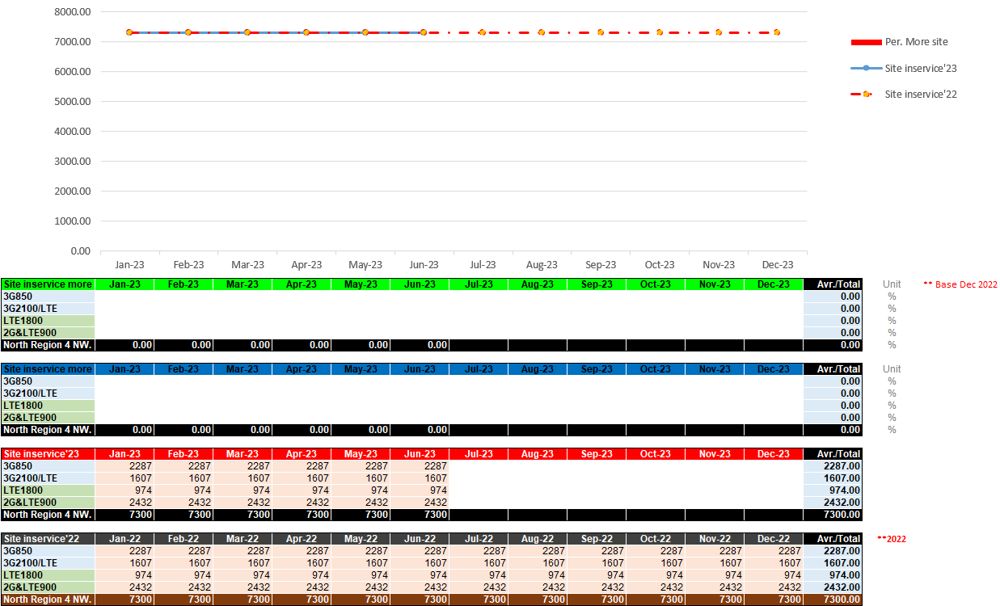 8000.00
7000.00
6000.00
5000.00
4000.00
3000.00
2000.00
1000.00
0.00
Jan-23 Feb-23 Mar-23 Apr-23 May-23 Jun-23 Jul-23 Aug-23 Sep-23 Oct-23 Nov-23 Dec-23
Per. More site
Site inservice'23
Site inservice'22
Site inservice more Jan-23 Feb-23 Mar-23 Apr-23 May-23 Jun-23 Jul-23 Aug-23 Sep-23 Oct-23 Nov-23 Dec-23 Avr./Total Unit ** Base Dec 2022
3G850 0.00 %
3G2100/LTE 0.00 %
LTE1800 0.00 %
2G&LTE900 0.00 %
North Region 4 NW. 0.00 0.00 0.00 0.00 0.00 0.00 0.00 %
Site inservice more Jan-23 Feb-23 Mar-23 Apr-23 May-23 Jun-23 Jul-23 Aug-23 Sep-23 Oct-23 Nov-23 Dec-23 Avr./Total Unit
3G850 0.00 %
3G2100/LTE 0.00 %
LTE1800 0.00 %
2G&LTE900 0.00 %
North Region 4 NW. 0.00 0.00 0.00 0.00 0.00 0.00 0.00 %
Site inservice'23 Jan-23 Feb-23 Mar-23 Apr-23 May-23 Jun-23 Jul-23 Aug-23 Sep-23 Oct-23 Nov-23 Dec-23 Avr./Total
3G850 2287 2287 2287 2287 2287 2287 2287.00
3G2100/LTE 1607 1607 1607 1607 1607 1607 1607.00
LTE1800 974 974 974 974 974 974 974.00
2G&LTE900 2432 2432 2432 2432 2432 2432 2432.00
North Region 4 NW. 7300 7300 7300 7300 7300 7300 7300.00
Site inservice'22 Jan-22 Feb-22 Mar-22 Apr-22 May-22 Jun-22 Jul-22 Aug-22 Sep-22 Oct-22 Nov-22 Dec-22 Avr./Total **2022
3G850 2287 2287 2287 2287 2287 2287 2287 2287 2287 2287 2287 2287 2287.00
3G2100/LTE 1607 1607 1607 1607 1607 1607 1607 1607 1607 1607 1607 1607 1607.00
LTE1800 974 974 974 974 974 974 974 974 974 974 974 974 974.00
2G&LTE900 2432 2432 2432 2432 2432 2432 2432 2432 2432 2432 2432 2432 2432.00
North Region 4 NW. 7300 7300 7300 7300 7300 7300 7300 7300 7300 7300 7300 7300 7300.00